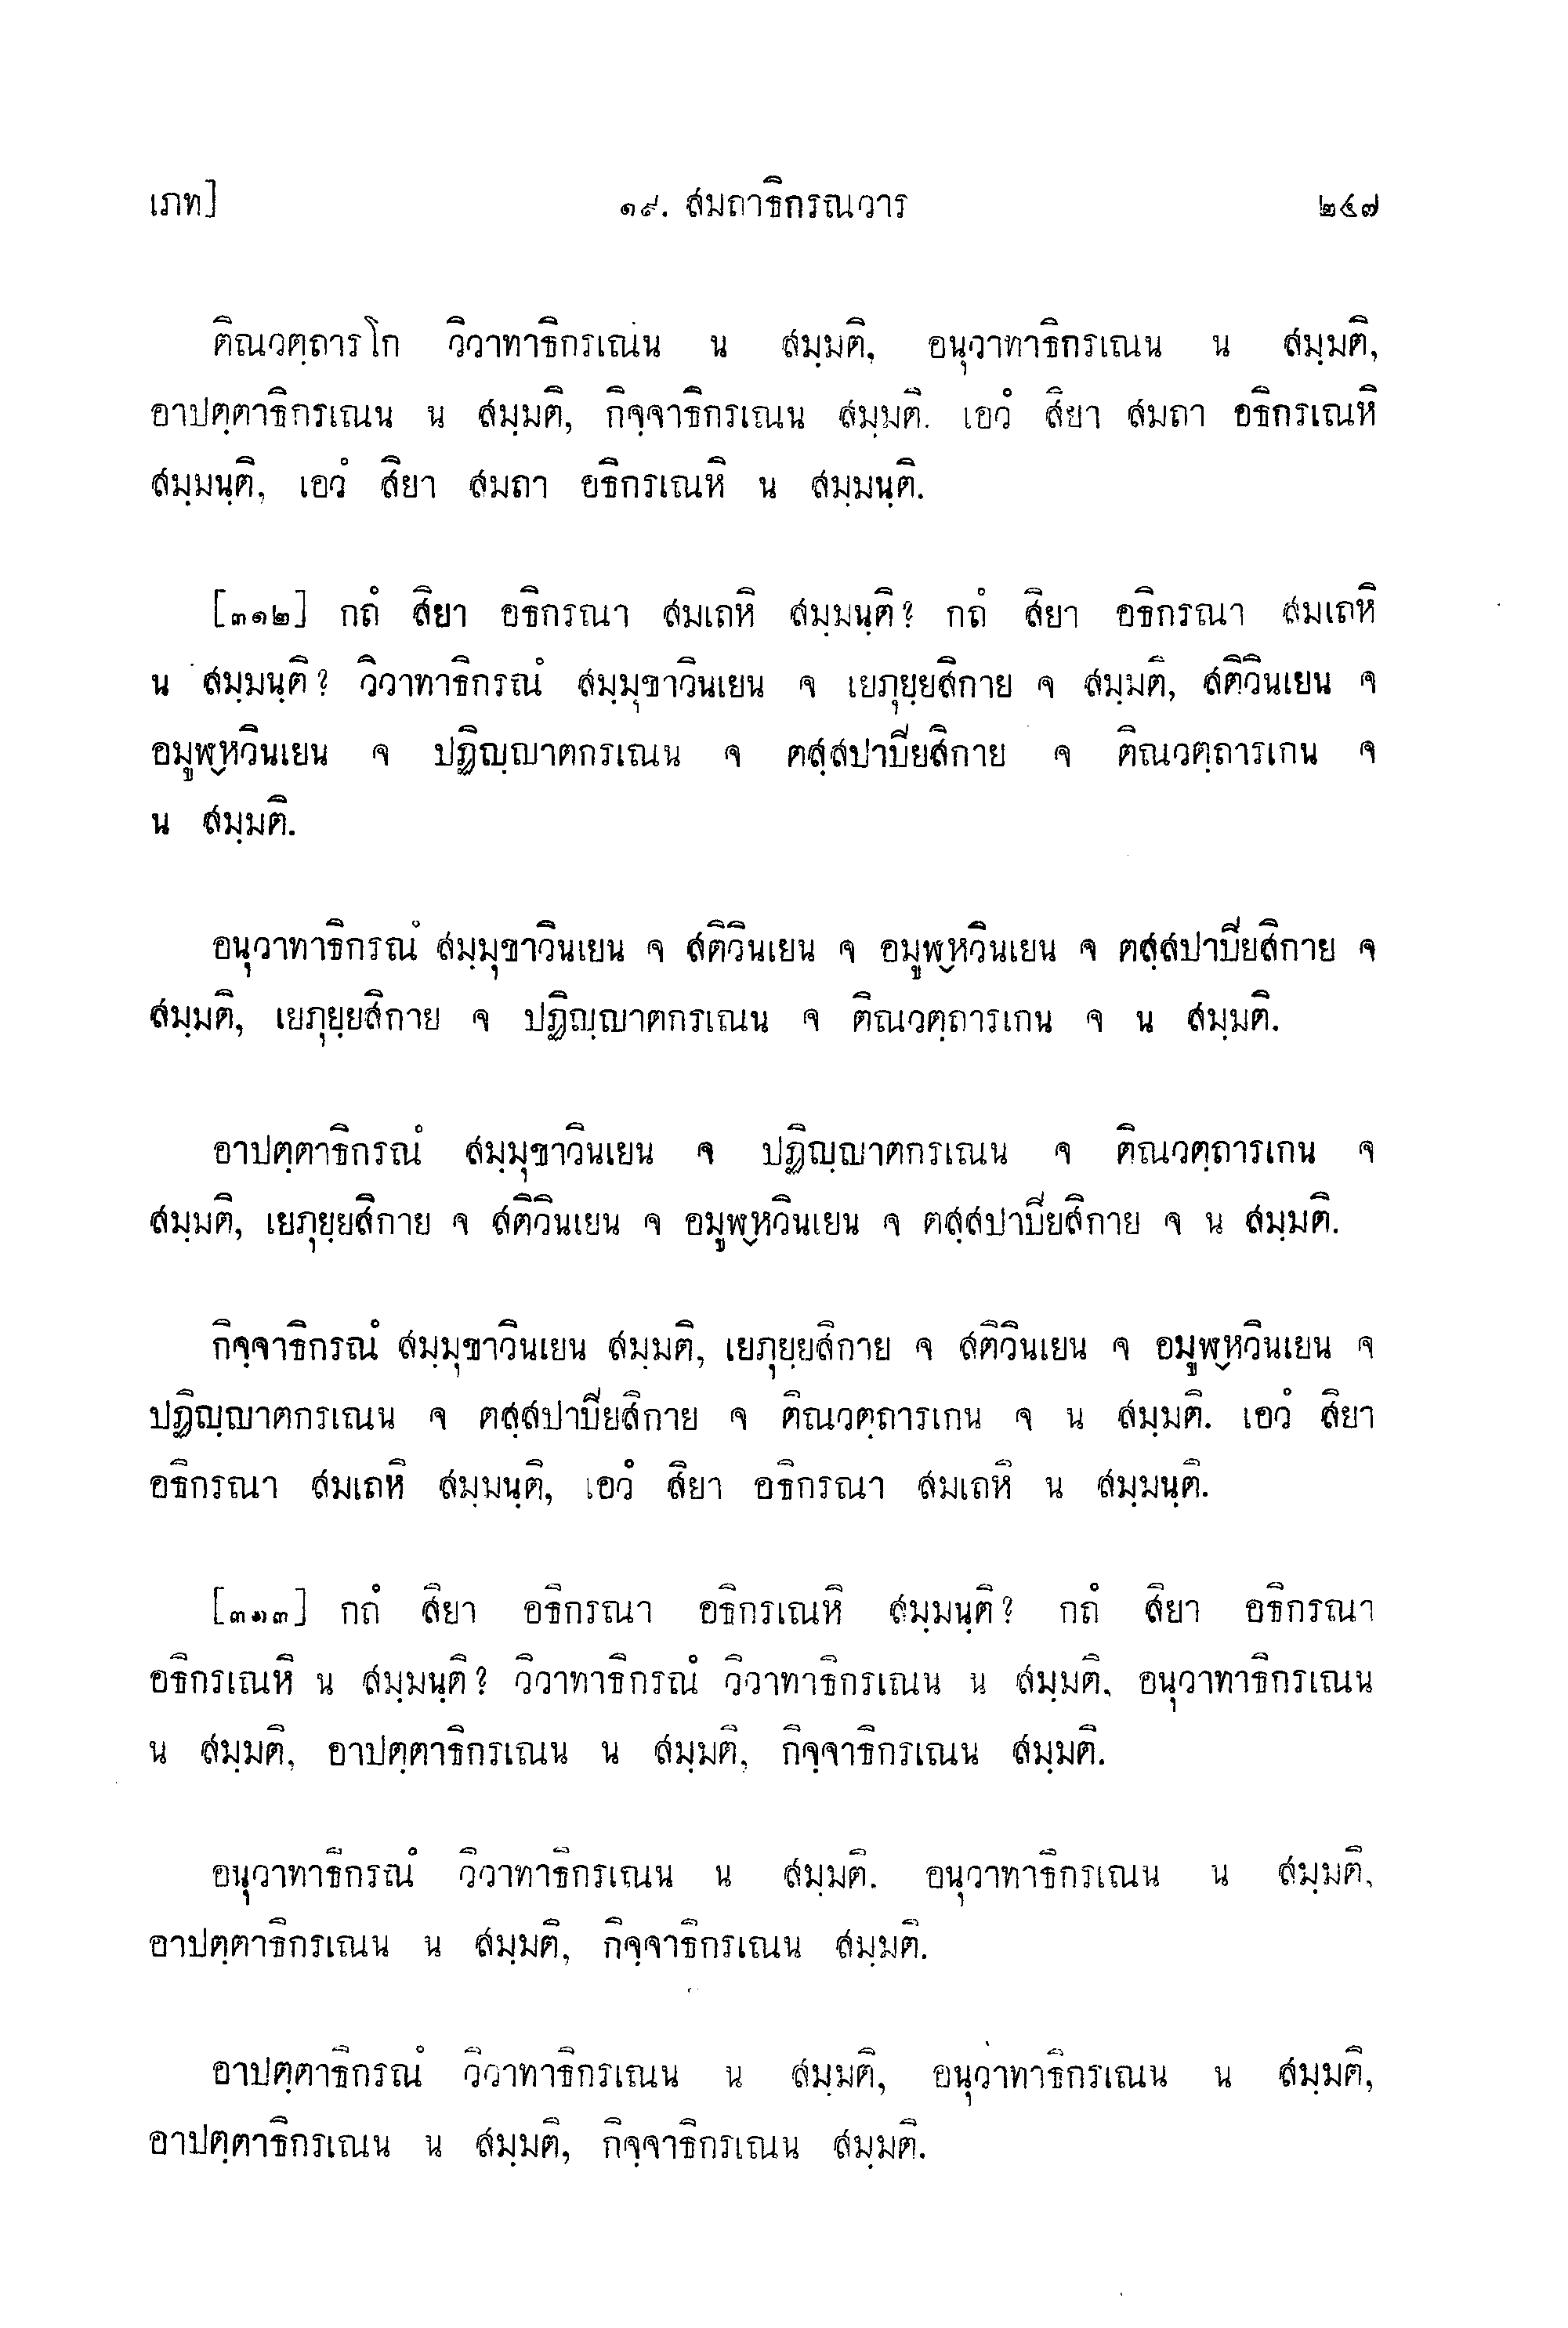 เภท] ๑๙. สมถาธิกรณวาร ๒๔๗
ติณวตฺถารโก วิวาทาธิกรเณน น สมฺมติ, อนุวาทาธิกรเณน น สมฺมติ,
อาปตฺตาธิกรเณน น สมฺมติ, กิจฺจาธิกรเณน สมฺมติ. เอวํ สิยา สมถา อธิกรเณหิ
สมฺมนฺติ, เอวํ สิยา สมถา อธิกรเณหิ น สมฺมนฺติ.
[๓๑๒] กถํ สิยา อธิกรณา สมเถหิ สมฺมนฺติ? กถํ สิยา อธิกรณา สมเถหิ
น สมฺมนฺติ? วิวาทาธิกรณํ สมฺมุขาวินเยน จ เยภุยฺยสิกาย จ สมฺมติ, สติวินเยน จ
อมูฬฺหวินเยน จ ปฏิญฺญาตกรเณน จ ตสฺสปาปิยสิกาย จ ติณวตฺถารเกน จ
น สมฺมติ.
อนุวาทาธิกรณํ สมฺมุขาวินเยน จ สติวินเยน จ อมูฬฺหวินเยน จ ตสฺสปาปิยสิกาย จ
สมฺมติ, เยภุยฺยสิกาย จ ปฏิญฺญาตกรเณน จ ติณวตฺถารเกน จ น สมฺมติ.
อาปตฺตาธิกรณํ สมฺมุขาวินเยน จ ปฏิญฺญาตกรเณน จ ติณวตฺถารเกน จ
สมฺมติ, เยภุยฺยสิกาย จ สติวินเยน จ อมูฬฺหวินเยน จ ตสฺสปาปิยสิกาย จ น สมฺมติ.
กิจฺจาธิกรณํ สมฺมุขาวินเยน สมฺมติ, เยภุยฺยสิกาย จ สติวินเยน จ อมูฬฺหวินเยน จ
ปฏิญฺญาตกรเณน จ ตสฺสปาปิยสิกาย จ ติณวตฺถารเกน จ น สมฺมติ. เอวํ สิยา
อธิกรณา สมเถหิ สมฺมนฺติ, เอวํ สิยา อธิกรณา สมเถหิ น สมฺมนฺติ.
[๓๑๓] กถํ สิยา อธิกรณา อธิกรเณหิ สมฺมนฺติ? กถํ สิยา อธิกรณา
อธิกรเณหิ น สมฺมนฺติ? วิวาทาธิกรณํ วิวาทาธิกรเณน น สมฺมติ, อนุวาทาธิกรเณน
น สมฺมติ, อาปตฺตาธิกรเณน น สมฺมติ, กิจฺจาธิกรเณน สมฺมติ.
อนุวาทาธิกรณํ วิวาทาธิกรเณน น สมฺมติ. อนุวาทาธิกรเณน น สมฺมติ,
อาปตฺตาธิกรเณน น สมฺมติ, กิจฺจาธิกรเณน สมฺมติ.
อาปตฺตาธิกรณํ วิวาทาธิกรเณน น สมฺมติ, อนุวาทาธิกรเณน น สมฺมติ,
อาปตฺตาธิกรเณน น สมฺมติ, กิจฺจาธิกรเณน สมฺมติ.